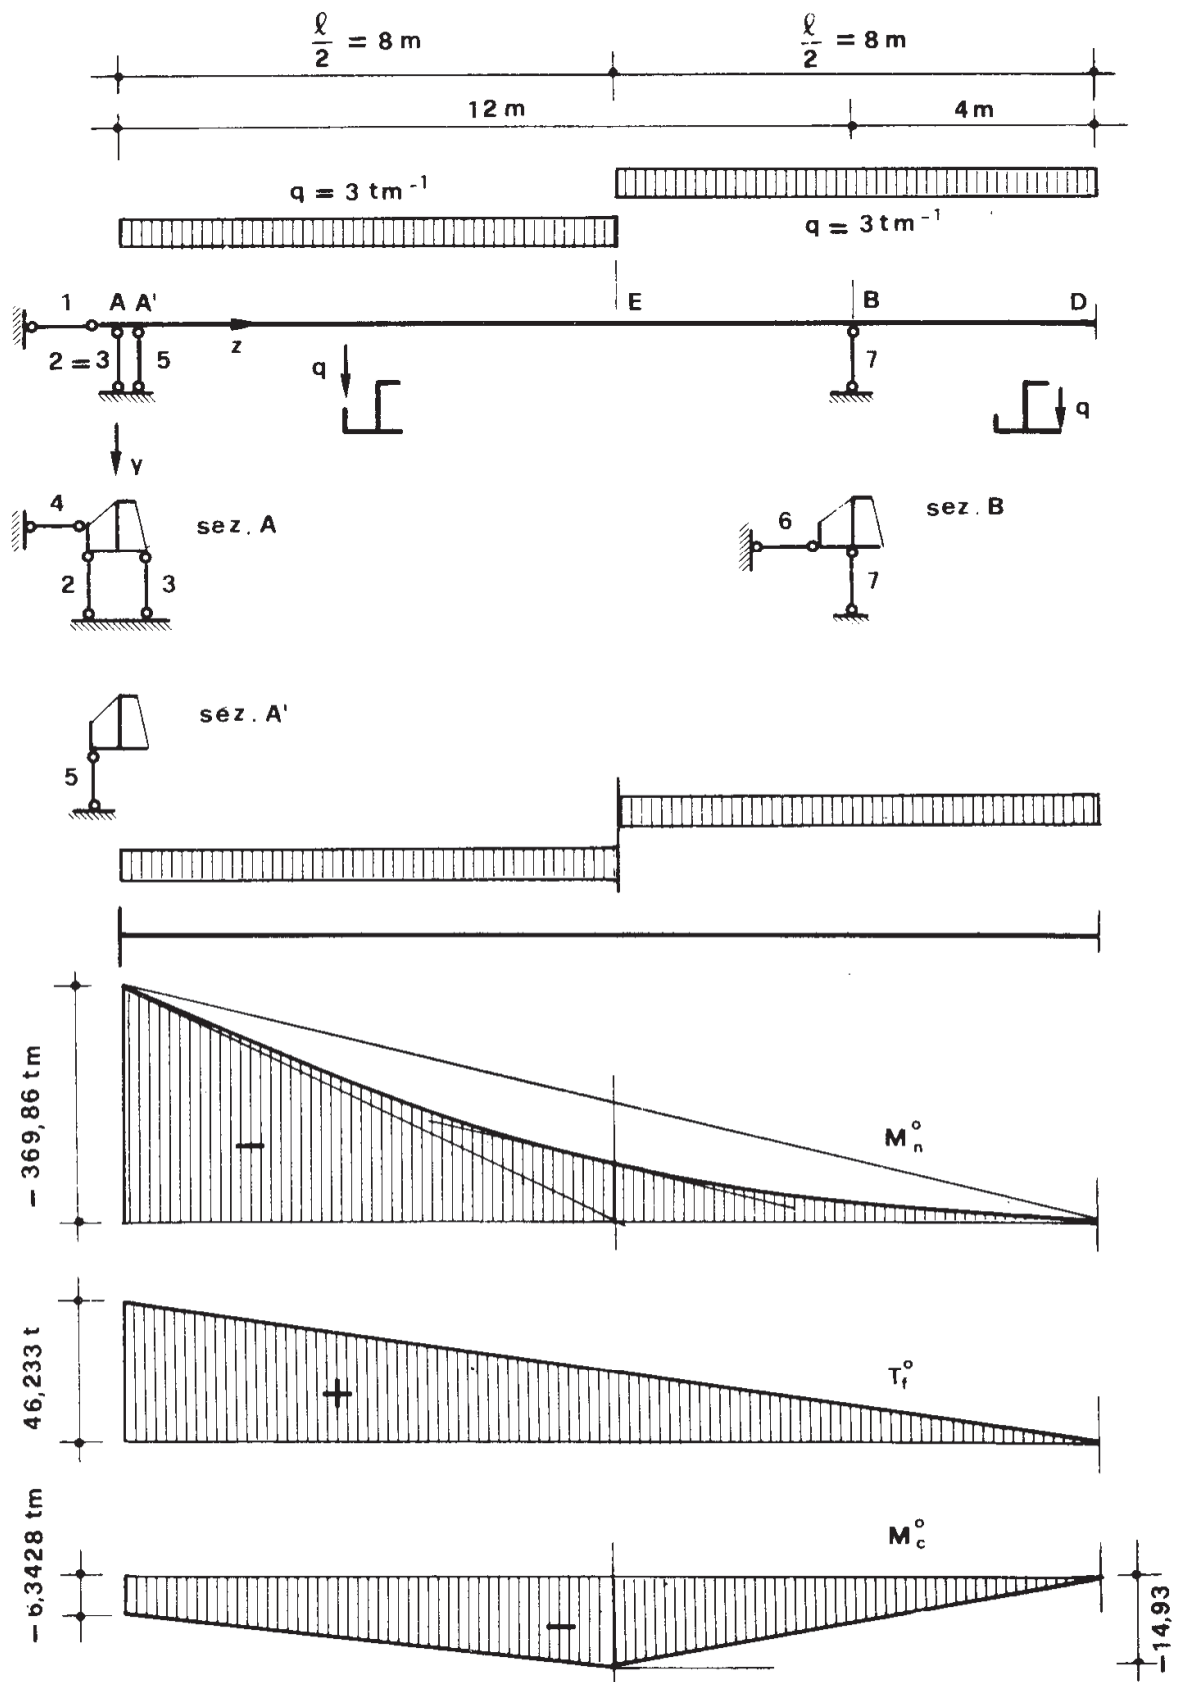 ℓ/2 = 8 m
ℓ/2 = 8 m
12 m
4 m
q = 3 tm⁻¹
q = 3 tm⁻¹
1
A
A'
E
B
D
2=3
5
z
7
q
q
y
4
sez. A
2
3
6
sez. B
7
sez. A'
5
− 369,86 tm
−
M°n
46,233 t
+
T°f
− 6,3428 tm
−
M°c
−14,93